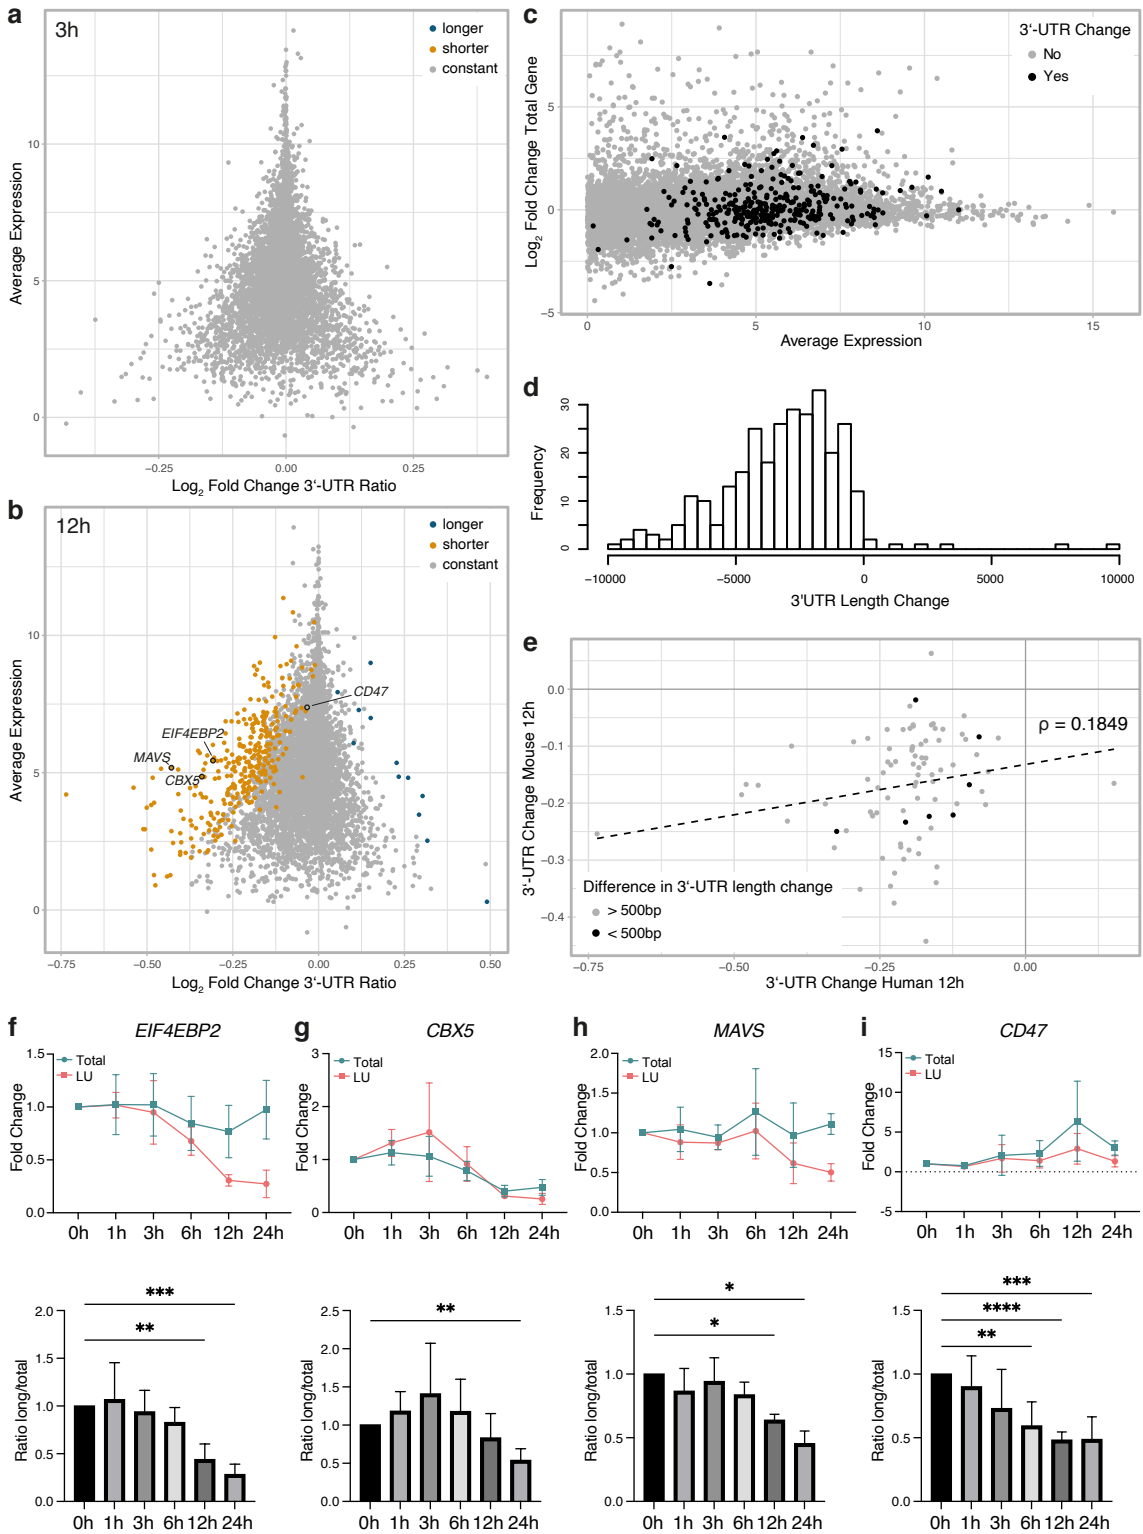 a
3h
longer
shorter
constant
10
5
0
Average Expression
−0.25
0.00
0.25
Log2 Fold Change 3‘-UTR Ratio
b
12h
longer
shorter
constant
CD47
EIF4EBP2
MAVS
CBX5
10
5
0
Average Expression
−0.75
−0.50
−0.25
0.00
0.25
0.50
Log2 Fold Change 3‘-UTR Ratio
c
3‘-UTR Change
No
Yes
5
0
−5
Log2 Fold Change Total Gene
0
5
10
15
Average Expression
d
30
20
10
0
Frequency
−10000
−5000
0
5000
10000
3'UTR Length Change
e
0.0
−0.1
−0.2
−0.3
−0.4
3‘-UTR Change Mouse 12h
ρ = 0.1849
Difference in 3‘-UTR length change
> 500bp
< 500bp
−0.75
−0.50
−0.25
0.00
3‘-UTR Change Human 12h
f
EIF4EBP2
Total
LU
1.5
1.0
0.5
0.0
Fold Change
0h 1h 3h 6h 12h 24h
***
**
2.0
1.5
1.0
0.5
0.0
Ratio long/total
0h 1h 3h 6h 12h 24h
g
CBX5
Total
LU
3
2
1
0
Fold Change
0h 1h 3h 6h 12h 24h
**
2.5
2.0
1.5
1.0
0.5
0.0
Ratio long/total
0h 1h 3h 6h 12h 24h
h
MAVS
Total
LU
2.0
1.5
1.0
0.5
0.0
Fold Change
0h 1h 3h 6h 12h 24h
*
*
1.5
1.0
0.5
0.0
Ratio long/total
0h 1h 3h 6h 12h 24h
i
CD47
Total
LU
15
10
5
0
-5
Fold Change
0h 1h 3h 6h 12h 24h
***
****
**
1.5
1.0
0.5
0.0
Ratio long/total
0h 1h 3h 6h 12h 24h